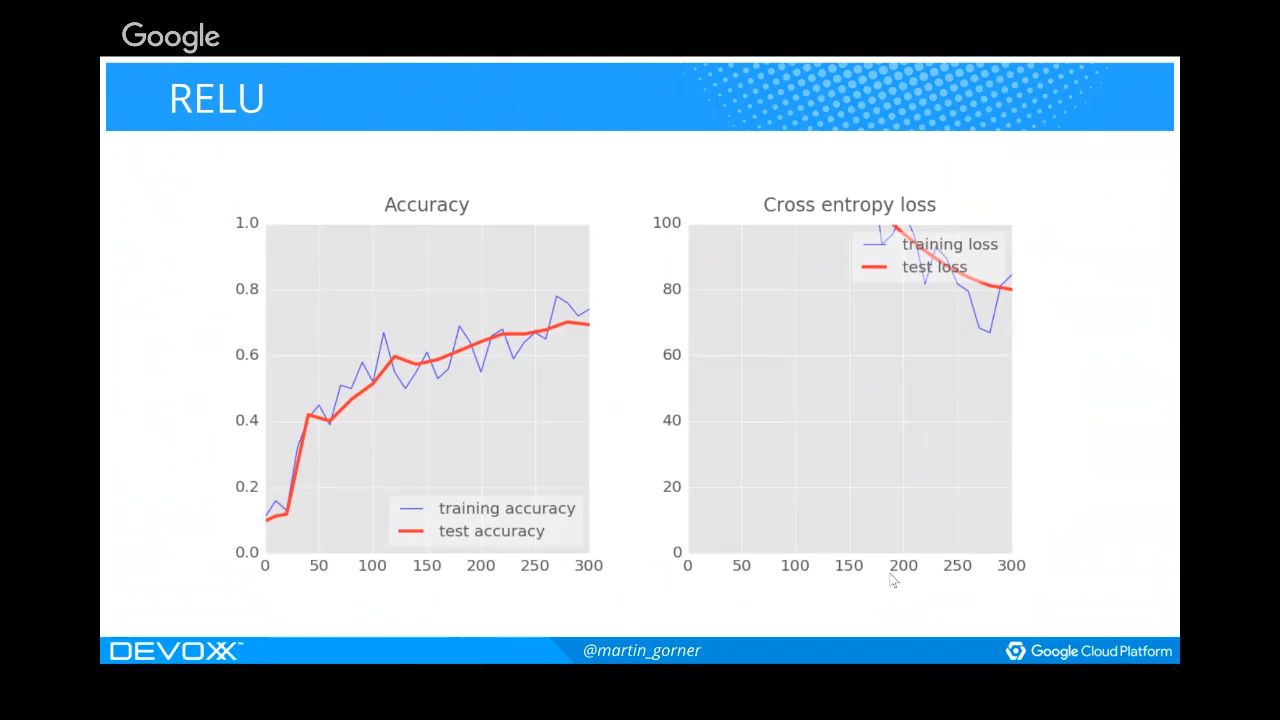 Google
RELU
Accuracy
1.0
0.8
0.6
0.4
0.2
0.0
0 50 100 150 200 250 300
training accuracy
test accuracy
Cross entropy loss
100
80
60
40
20
0
0 50 100 150 200 250 300
training loss
test loss
DEVOXX™
@martin_gorner
Google Cloud Platform